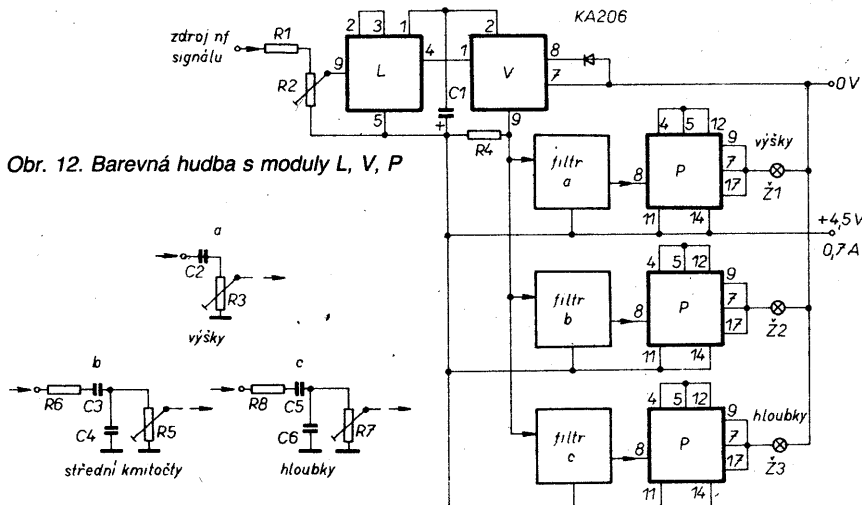 KA206
zdroj nf
signálu
R1
R2
9
2 3 1
L
4
5
C1
+
1
2
V
8
7
9
R4
0V
Obr. 12. Barevná hudba s moduly L, V, P
filtr
a
8
4 5 12
P
9
7
17
11 14
výšky
Ž1
+4,5V
0,7A
a
C2
R3
výšky
filtr
b
8
4 5 12
P
9
7
17
11 14
Ž2
b
R6
C3
C4
R5
střední kmitočty
c
R8
C5
C6
R7
hloubky
filtr
c
8
4 5 12
P
9
7
17
11 14
hloubky
Ž3